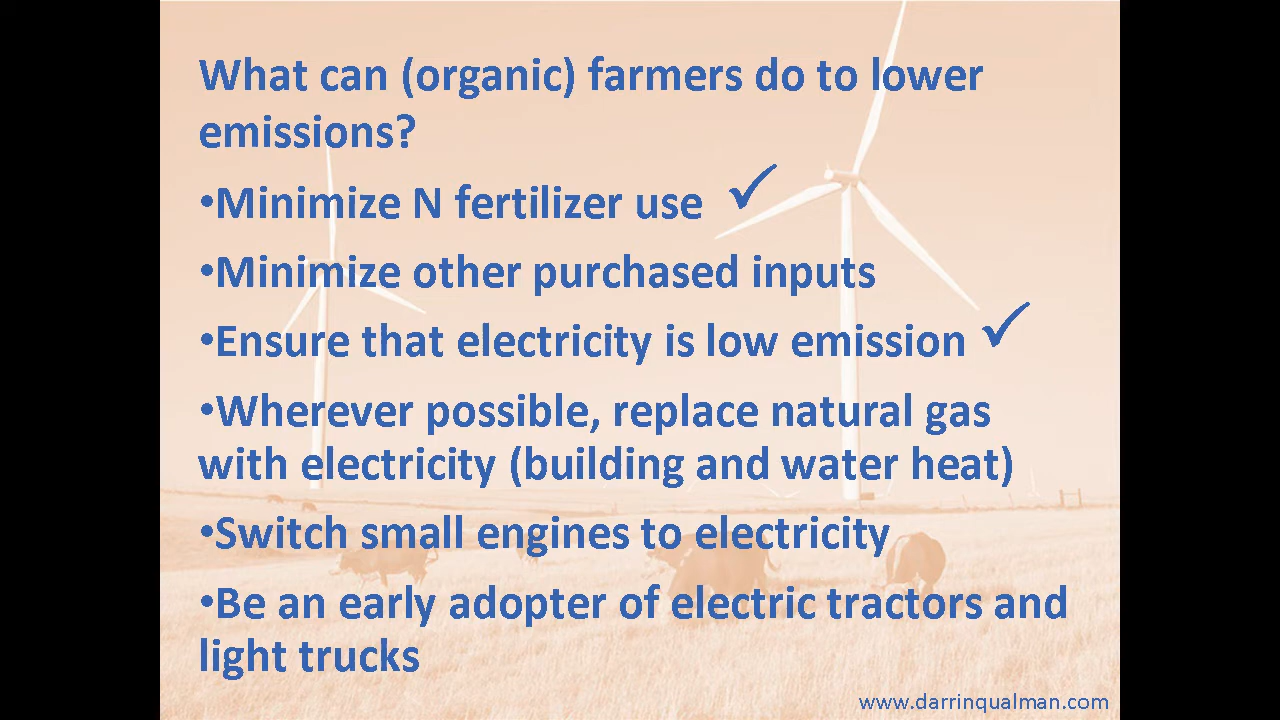 What can (organic) farmers do to lower
emissions?
•Minimize N fertilizer use ✓
•Minimize other purchased inputs
•Ensure that electricity is low emission ✓
•Wherever possible, replace natural gas
with electricity (building and water heat)
•Switch small engines to electricity
•Be an early adopter of electric tractors and
light trucks
www.darrinqualman.com